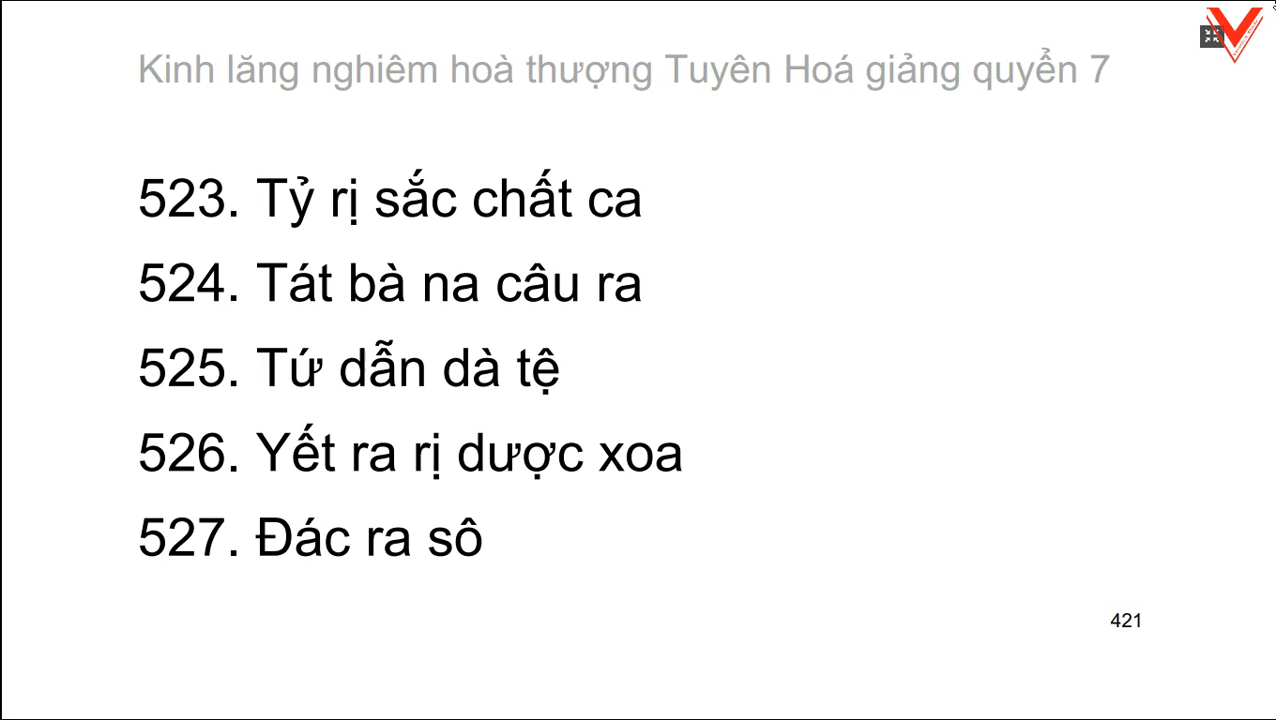 Kinh lăng nghiêm hoà thượng Tuyên Hoá giảng quyển 7
523. Tỷ rị sắc chất ca
524. Tát bà na câu ra
525. Tứ dẫn dà tệ
526. Yết ra rị dược xoa
527. Đác ra sô
421